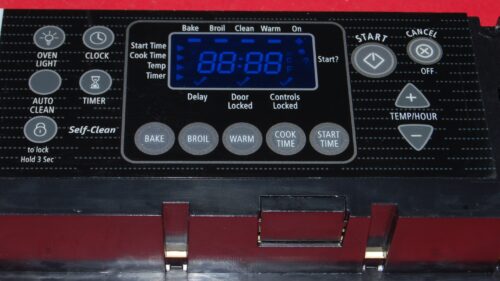 Bake Broil Clean Warm On
Start Time
Cook Time
Temp
Timer
88:88
Start?
Delay Door Locked Controls Locked
OVEN LIGHT
CLOCK
AUTO CLEAN
TIMER
Self-Clean
to lock
Hold 3 Sec
BAKE
BROIL
WARM
COOK TIME
START TIME
START
CANCEL
OFF
TEMP/HOUR